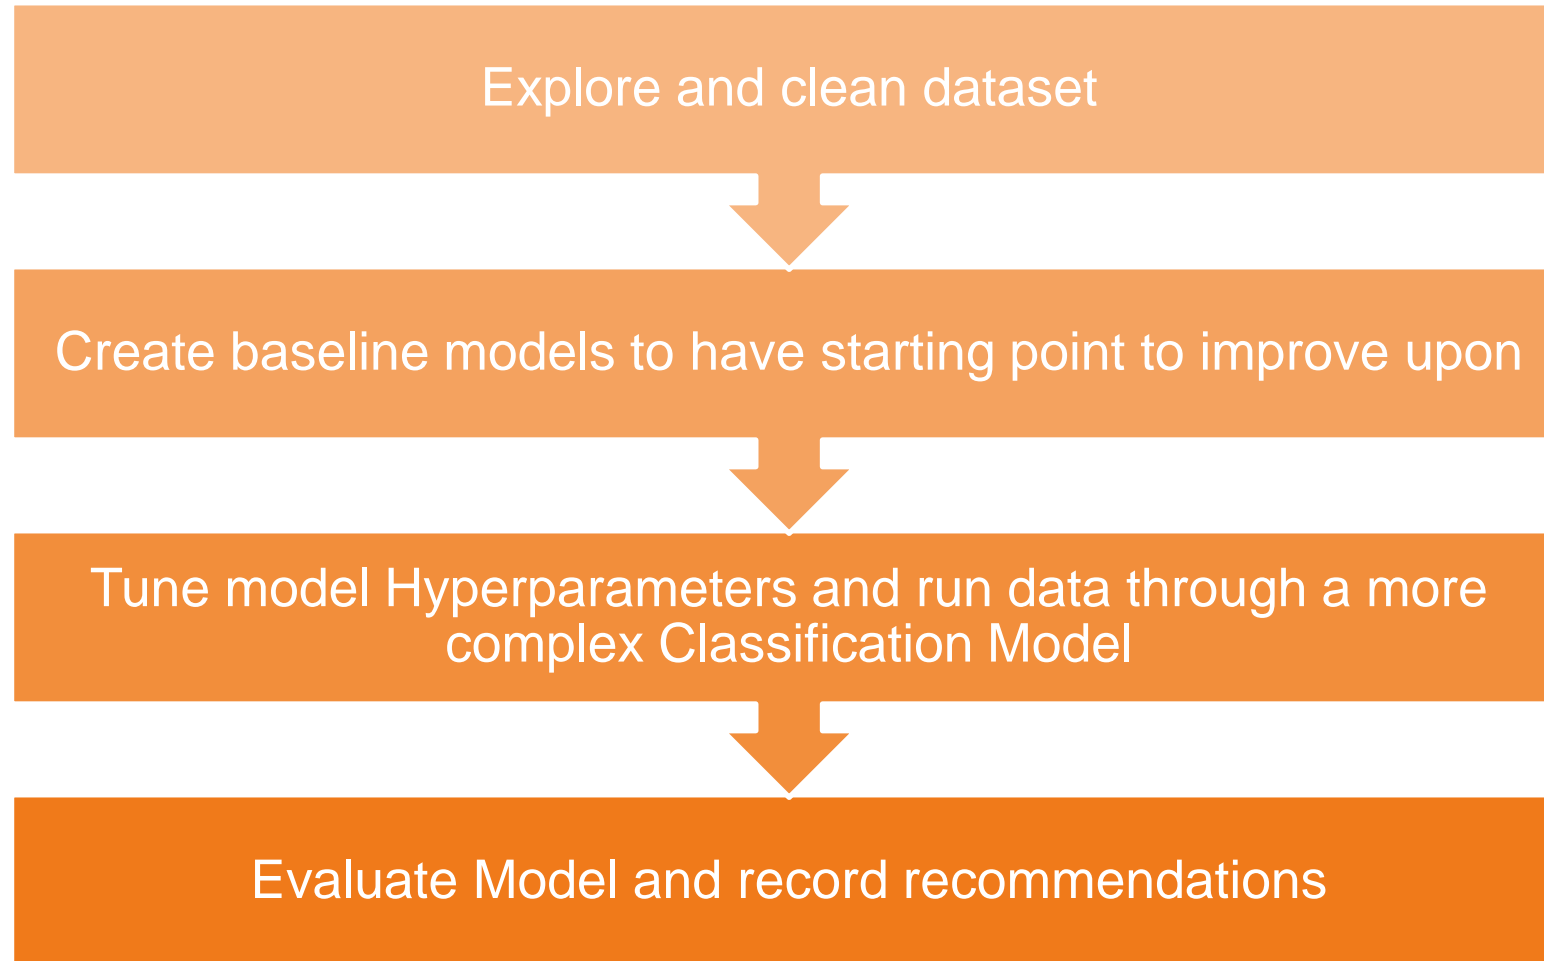 Explore and clean dataset
Create baseline models to have starting point to improve upon
Tune model Hyperparameters and run data through a more
complex Classification Model
Evaluate Model and record recommendations